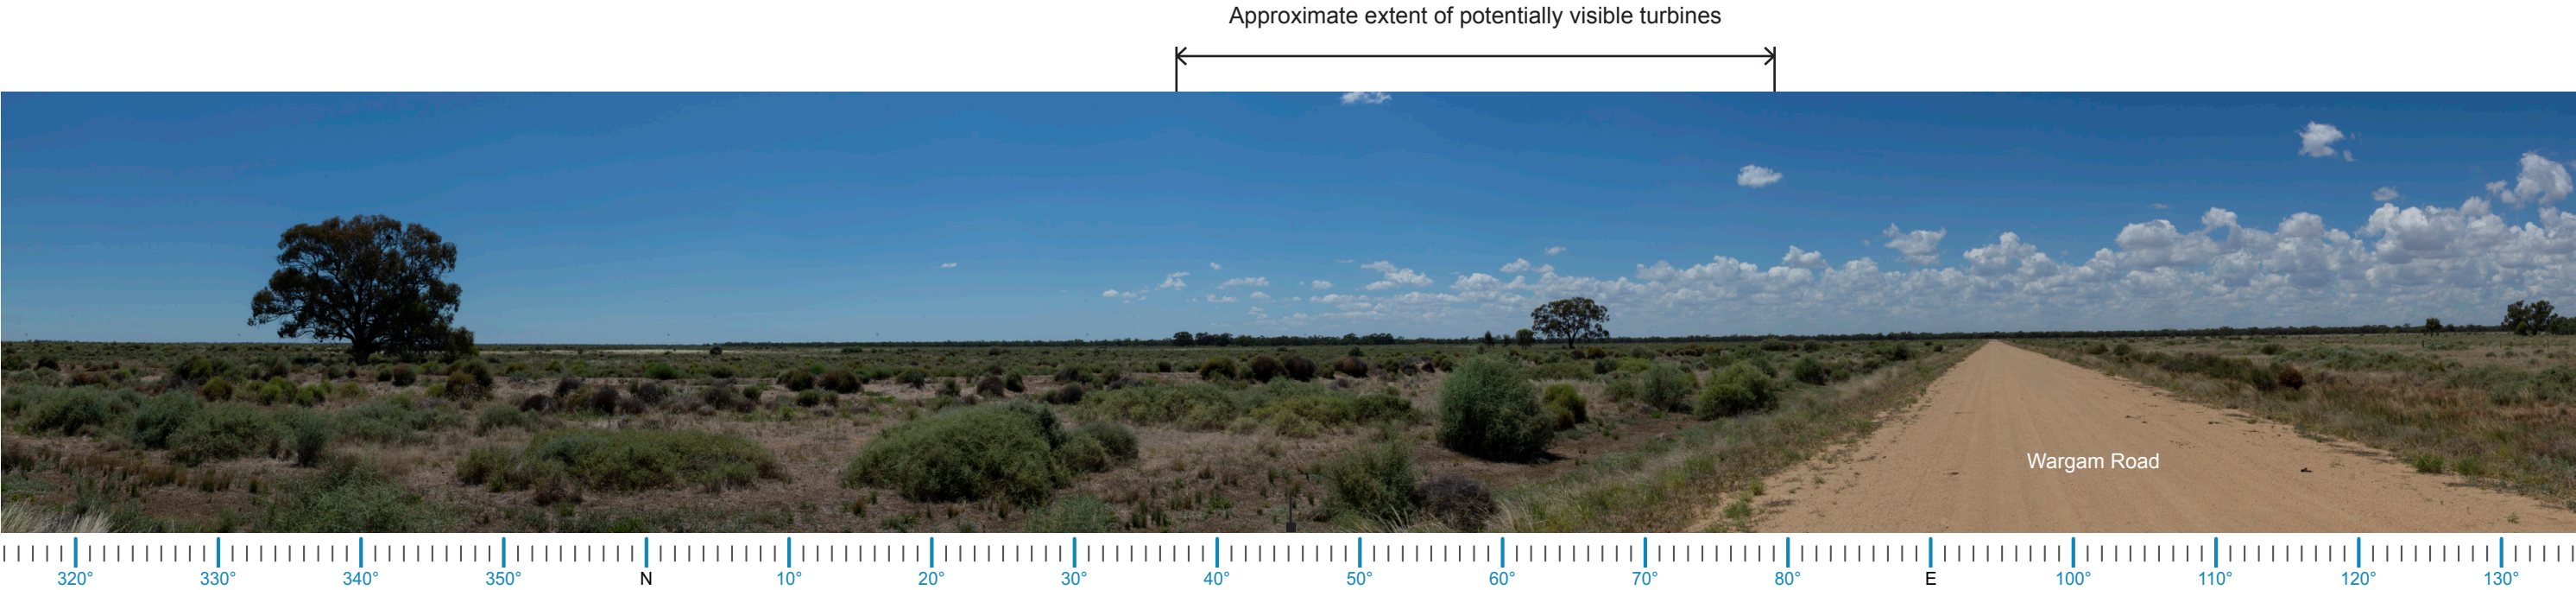 Approximate extent of potentially visible turbines
Wargam Road
320° 330° 340° 350° N 10° 20° 30° 40° 50° 60° 70° 80° E 100° 110° 120° 130°